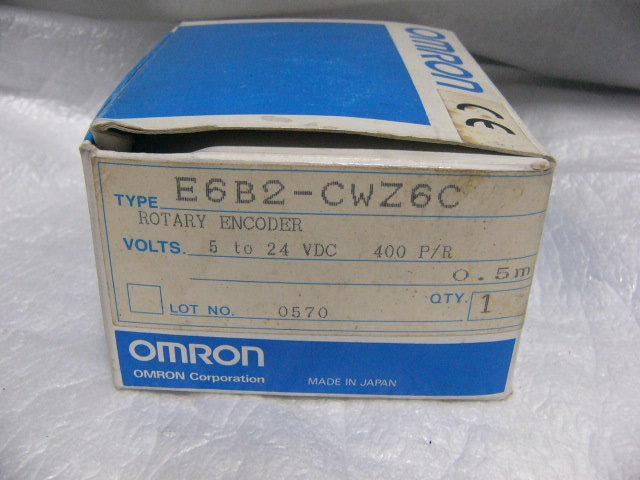 OMRON
CE
TYPE E6B2-CWZ6C
ROTARY ENCODER
VOLTS. 5 to 24 VDC 400 P/R
0.5m
LOT NO. 0570 QTY. 1
OMRON
OMRON Corporation MADE IN JAPAN